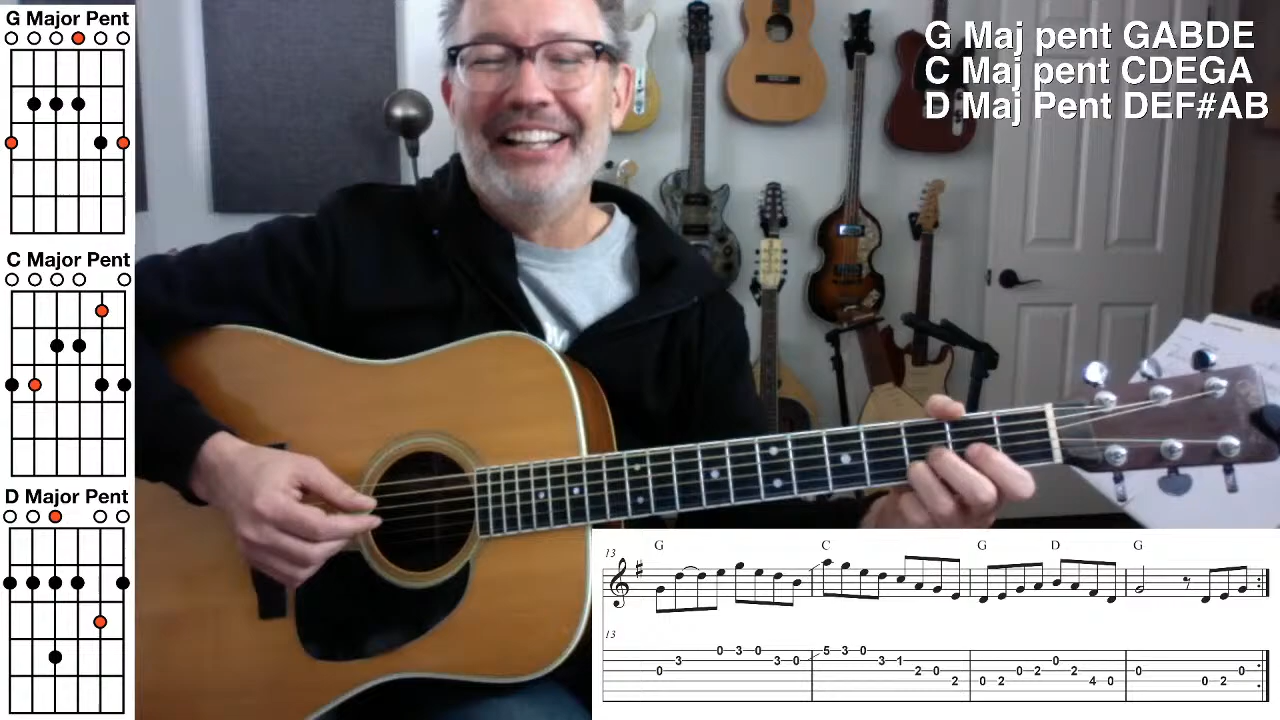 G Major Pent
C Major Pent
D Major Pent
G Maj pent GABDE
C Maj pent CDEGA
D Maj Pent DEF#AB
13 G C G D G
13
0 3 0 3 0 3 0 5 3 0 3 1 2 0 2 0 2 0 2 0 2 4 0 0 0 2 0